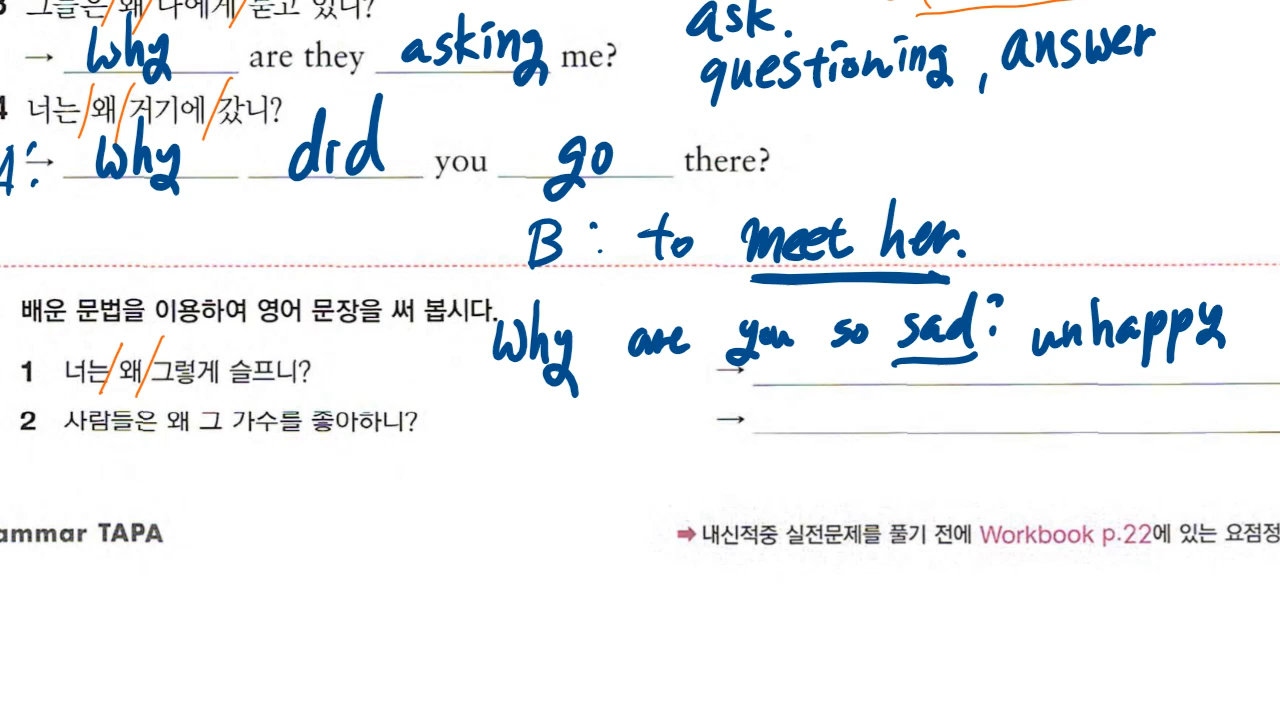 3 그들은 왜 나에게 묻고 있니?
ask.
→ why are they asking me?
questioning, answer
4 너는 왜 거기에 갔니?
A: → why did you go there?
B: to meet her.
배운 문법을 이용하여 영어 문장을 써 봅시다.
why are you so sad? unhappy
1 너는 왜 그렇게 슬프니? →
2 사람들은 왜 그 가수를 좋아하니? →
ammar TAPA
➡ 내신적중 실전문제를 풀기 전에 Workbook p.22에 있는 요점정